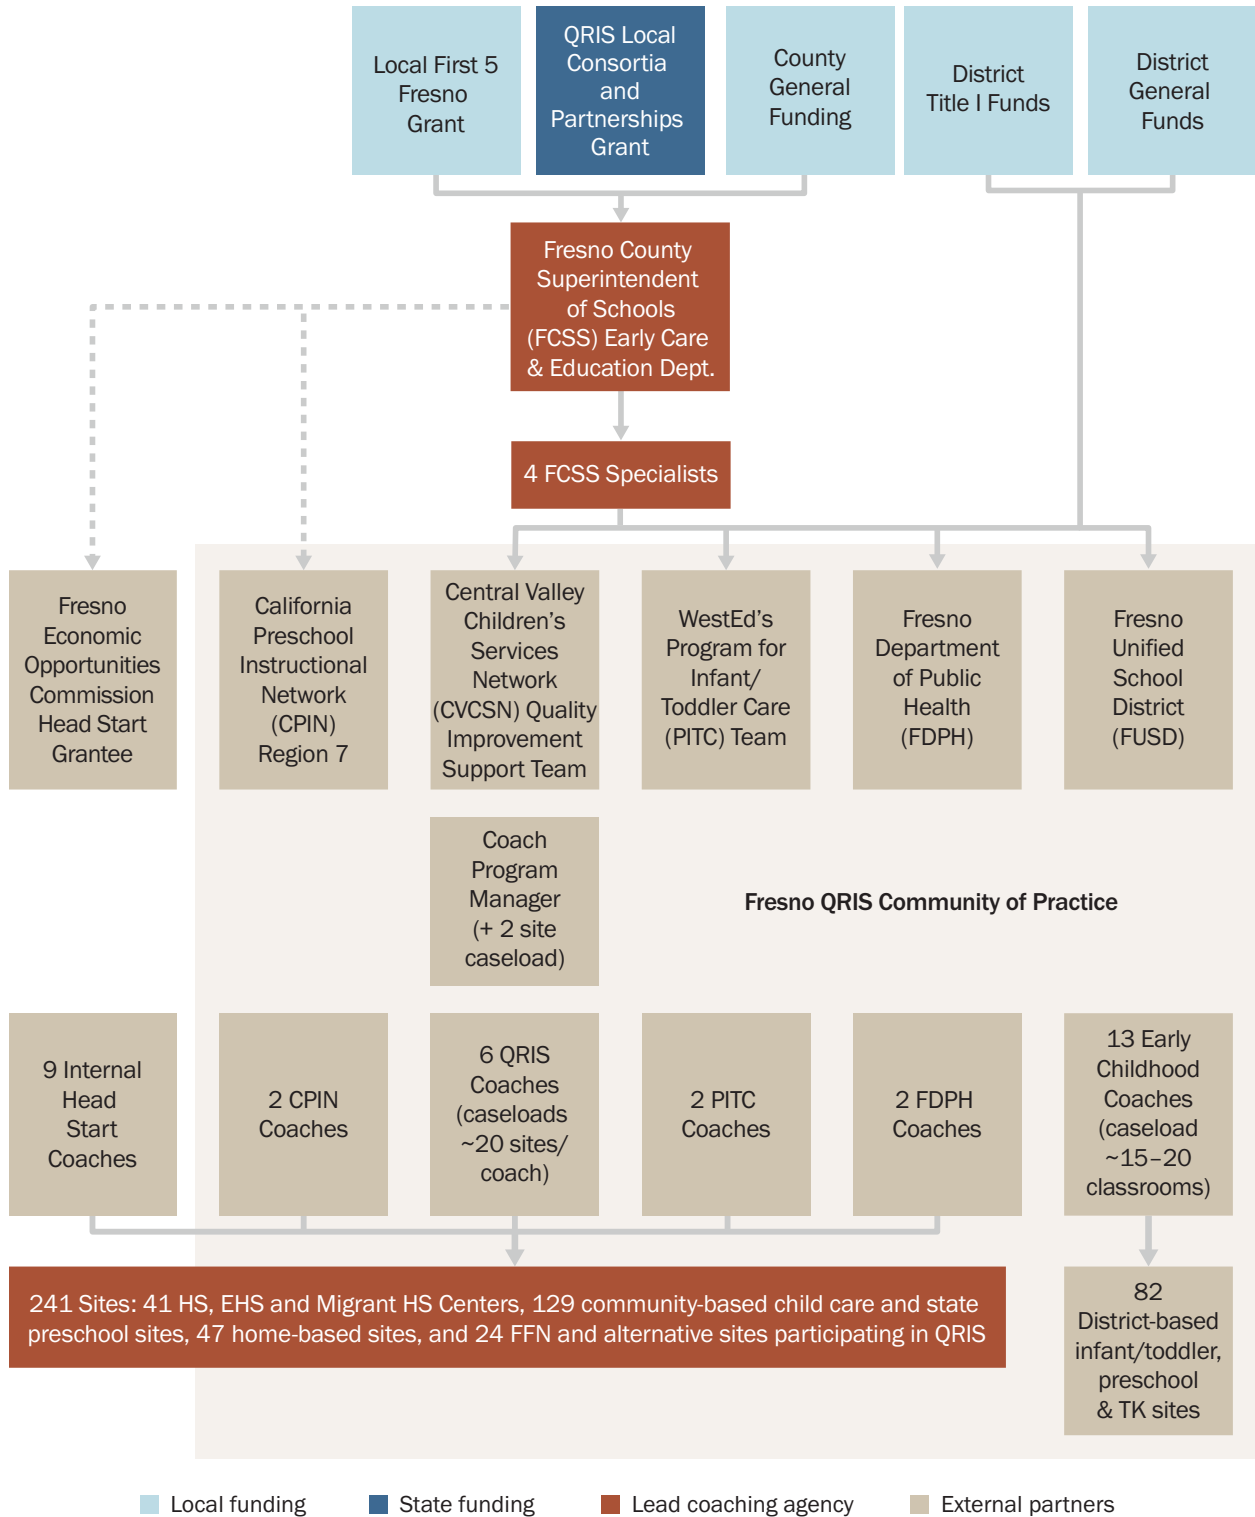 Local First 5
Fresno
Grant
QRIS Local
Consortia
and
Partnerships
Grant
County
General
Funding
District
Title I Funds
District
General
Funds
Fresno County
Superintendent
of Schools
(FCSS) Early Care
& Education Dept.
4 FCSS Specialists
Fresno
Economic
Opportunities
Commission
Head Start
Grantee
California
Preschool
Instructional
Network
(CPIN)
Region 7
Central Valley
Children’s
Services
Network
(CVCSN) Quality
Improvement
Support Team
WestEd’s
Program for
Infant/
Toddler Care
(PITC) Team
Fresno
Department
of Public
Health
(FDPH)
Fresno
Unified
School
District
(FUSD)
Coach
Program
Manager
(+ 2 site
caseload)
Fresno QRIS Community of Practice
9 Internal
Head
Start
Coaches
2 CPIN
Coaches
6 QRIS
Coaches
(caseloads
~20 sites/
coach)
2 PITC
Coaches
2 FDPH
Coaches
13 Early
Childhood
Coaches
(caseload
~15–20
classrooms)
241 Sites: 41 HS, EHS and Migrant HS Centers, 129 community-based child care and state
preschool sites, 47 home-based sites, and 24 FFN and alternative sites participating in QRIS
82
District-based
infant/toddler,
preschool
& TK sites
Local funding
State funding
Lead coaching agency
External partners